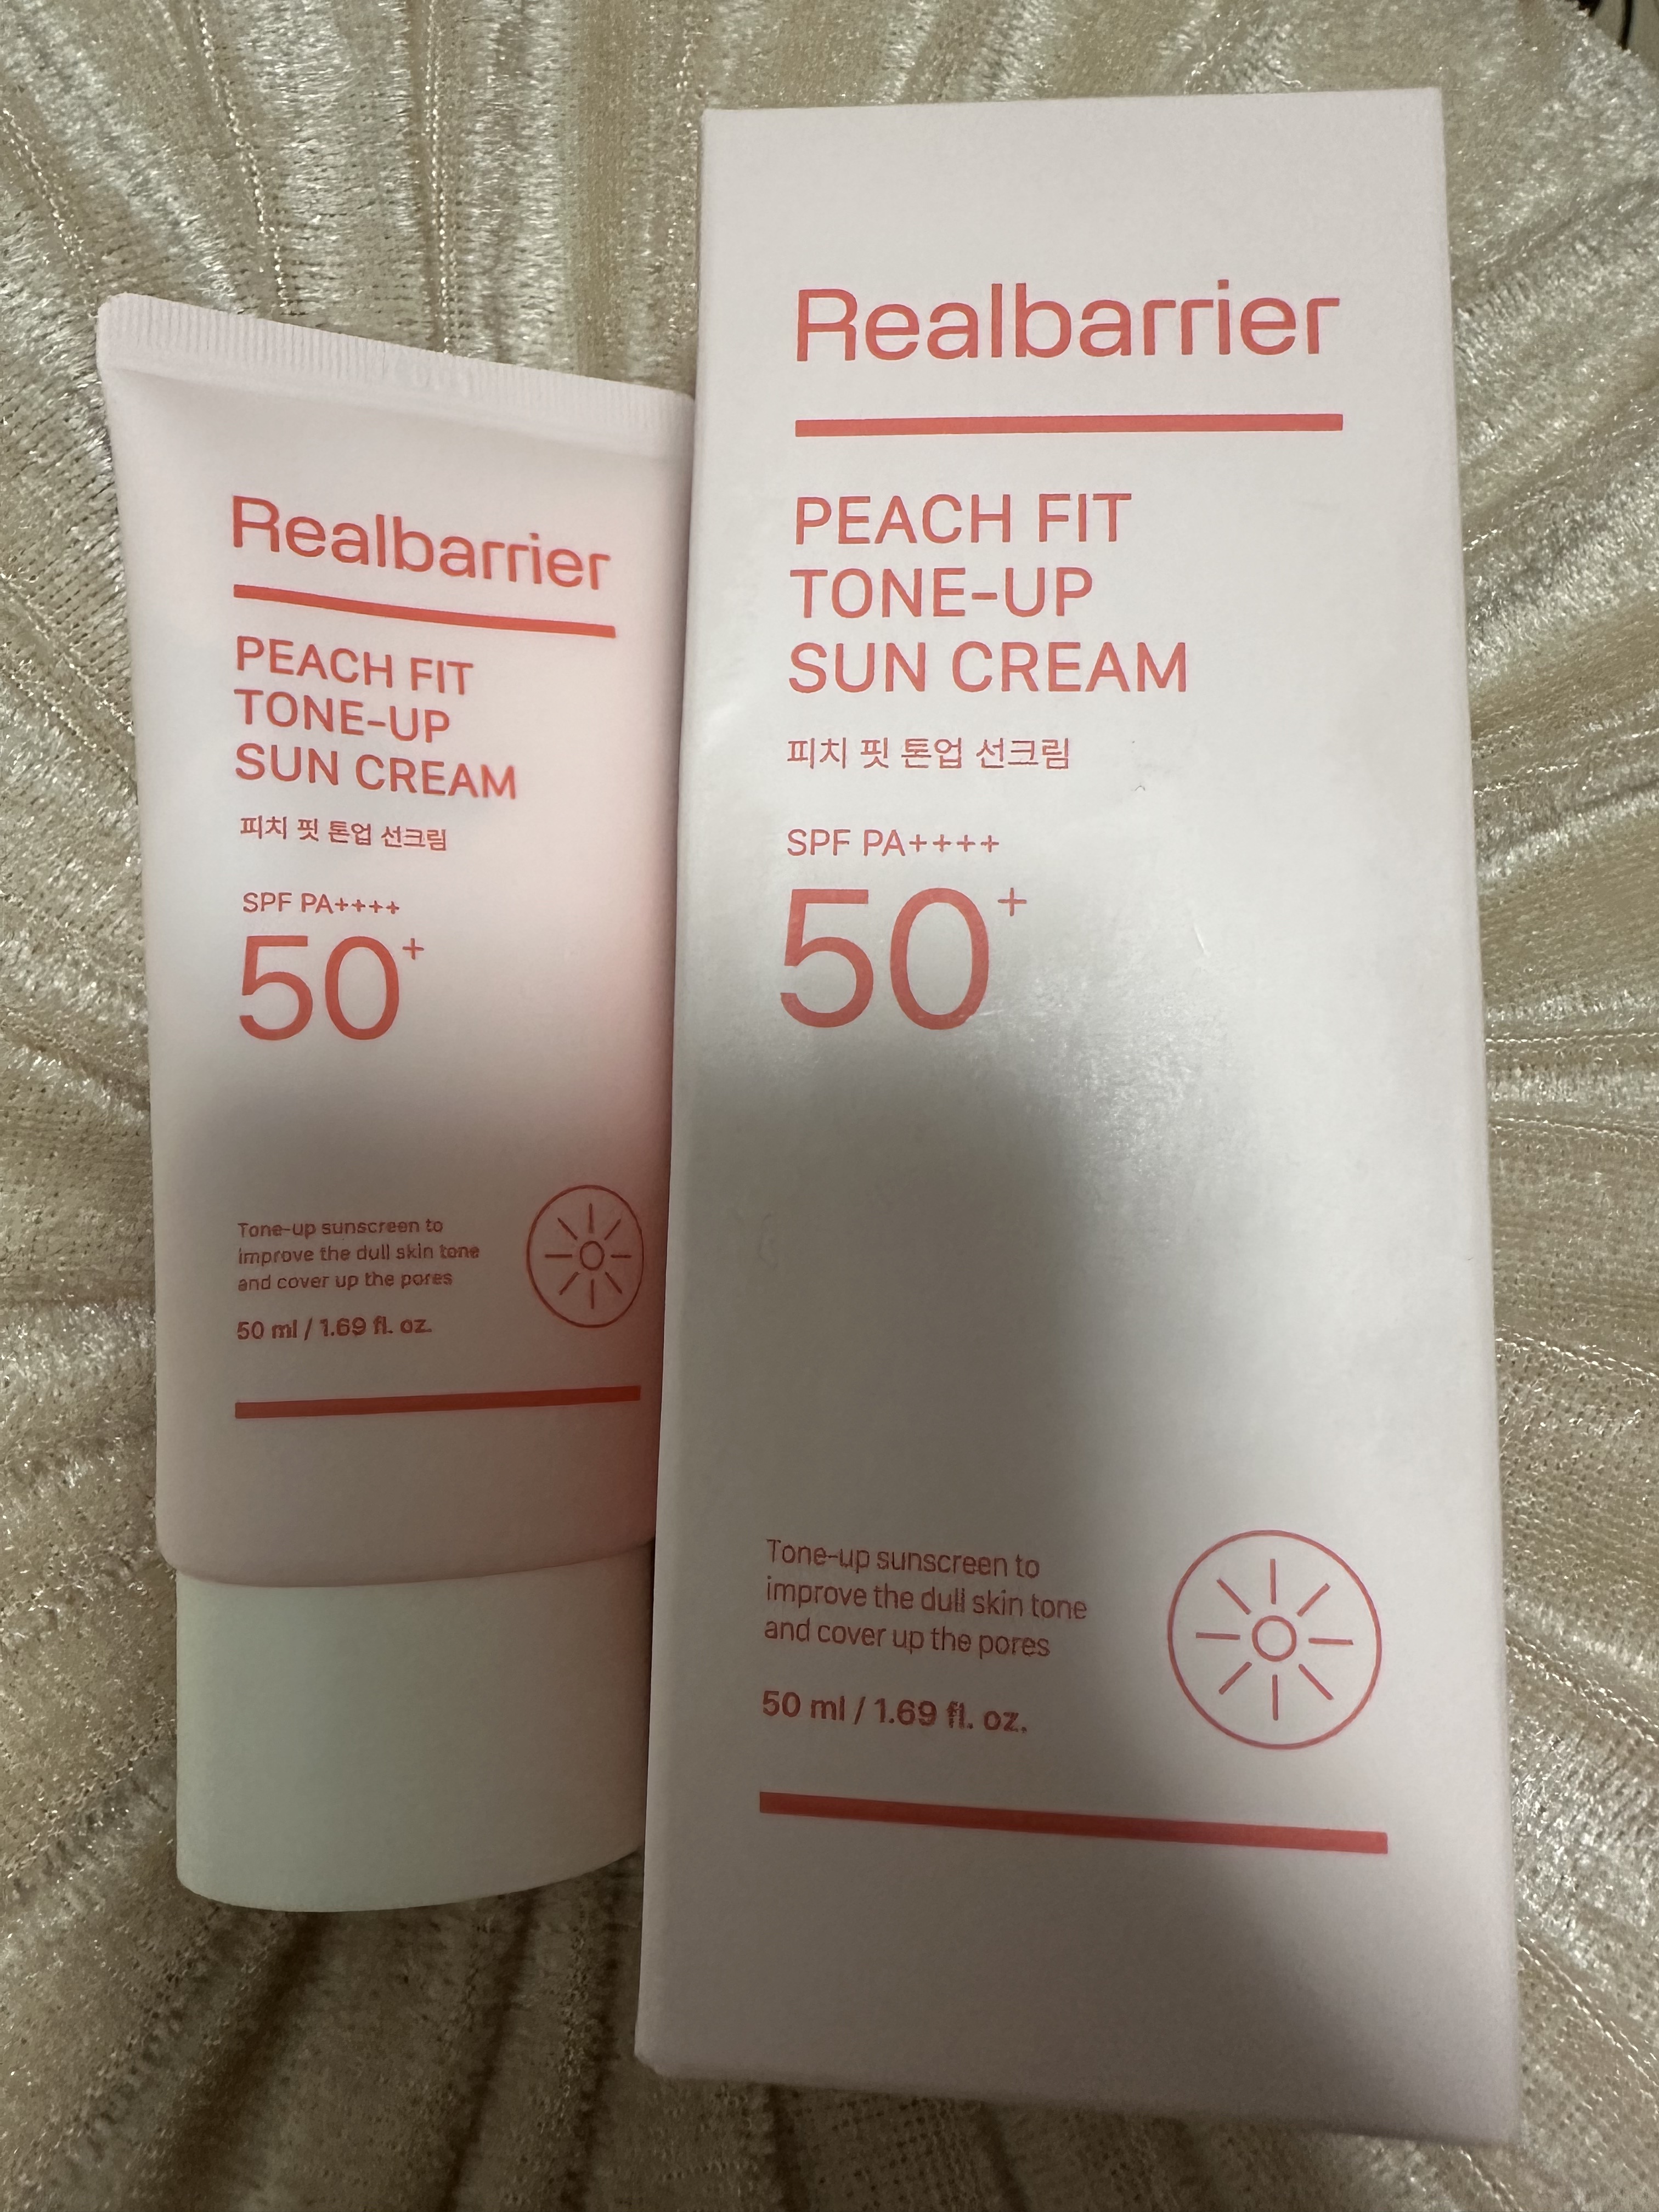 Realbarrier
PEACH FIT
TONE-UP
SUN CREAM
피치 핏 톤업 선크림
SPF PA++++
50+
Tone-up sunscreen to
improve the dull skin tone
and cover up the pores
50 ml / 1.69 fl. oz.
Realbarrier
PEACH FIT
TONE-UP
SUN CREAM
피치 핏 톤업 선크림
SPF PA++++
50+
Tone-up sunscreen to
improve the dull skin tone
and cover up the pores
50 ml / 1.69 fl. oz.